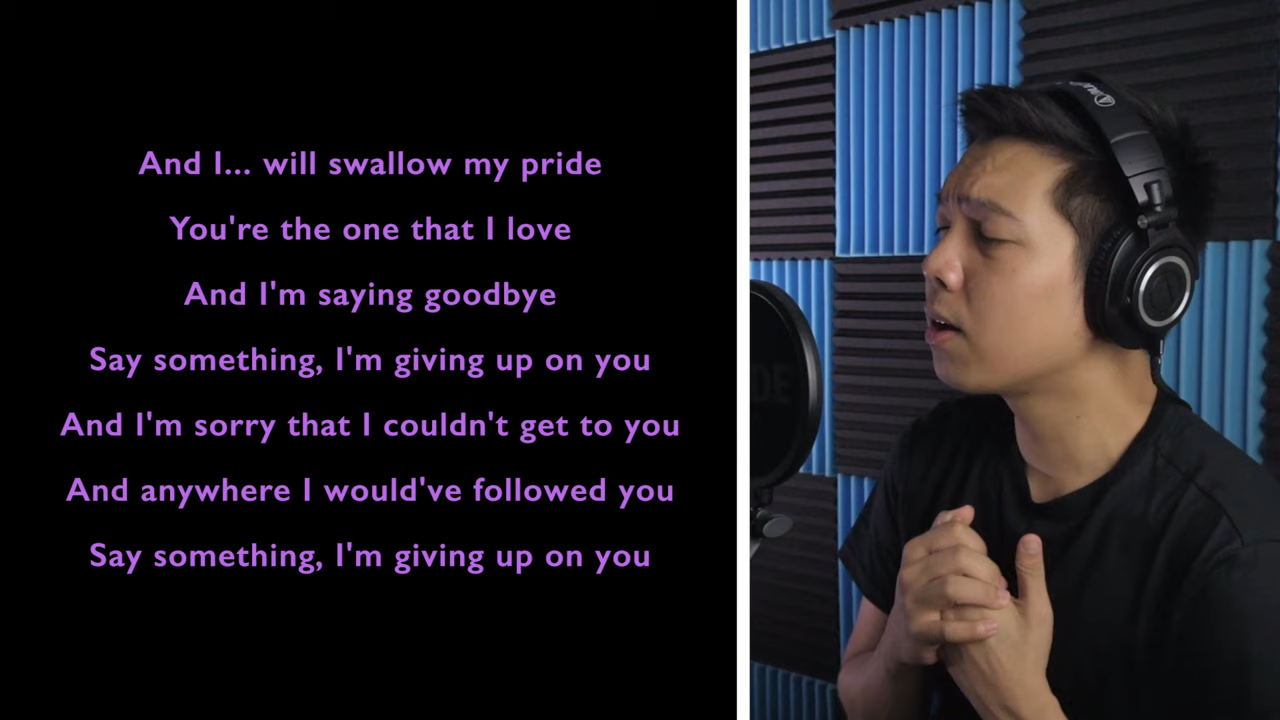 And I... will swallow my pride
You're the one that I love
And I'm saying goodbye
Say something, I'm giving up on you
And I'm sorry that I couldn't get to you
And anywhere I would've followed you
Say something, I'm giving up on you